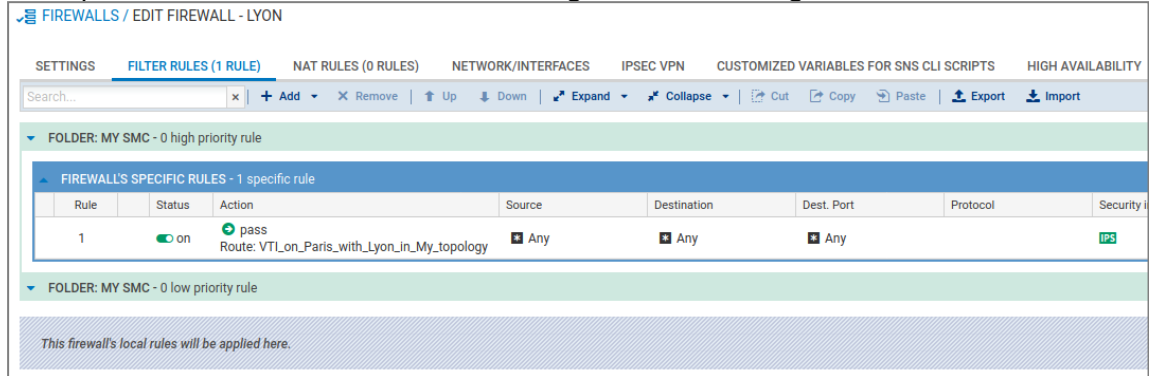 FIREWALLS / EDIT FIREWALL - LYON
SETTINGS FILTER RULES (1 RULE) NAT RULES (0 RULES) NETWORK/INTERFACES IPSEC VPN CUSTOMIZED VARIABLES FOR SNS CLI SCRIPTS HIGH AVAILABILITY
Search... x + Add X Remove Up Down Expand Collapse Cut Copy Paste Export Import
FOLDER: MY SMC - 0 high priority rule
FIREWALL'S SPECIFIC RULES - 1 specific rule
Rule Status Action Source Destination Dest. Port Protocol Security i
1 on pass Any Any Any IPS
Route: VTI_on_Paris_with_Lyon_in_My_topology
FOLDER: MY SMC - 0 low priority rule
This firewall's local rules will be applied here.